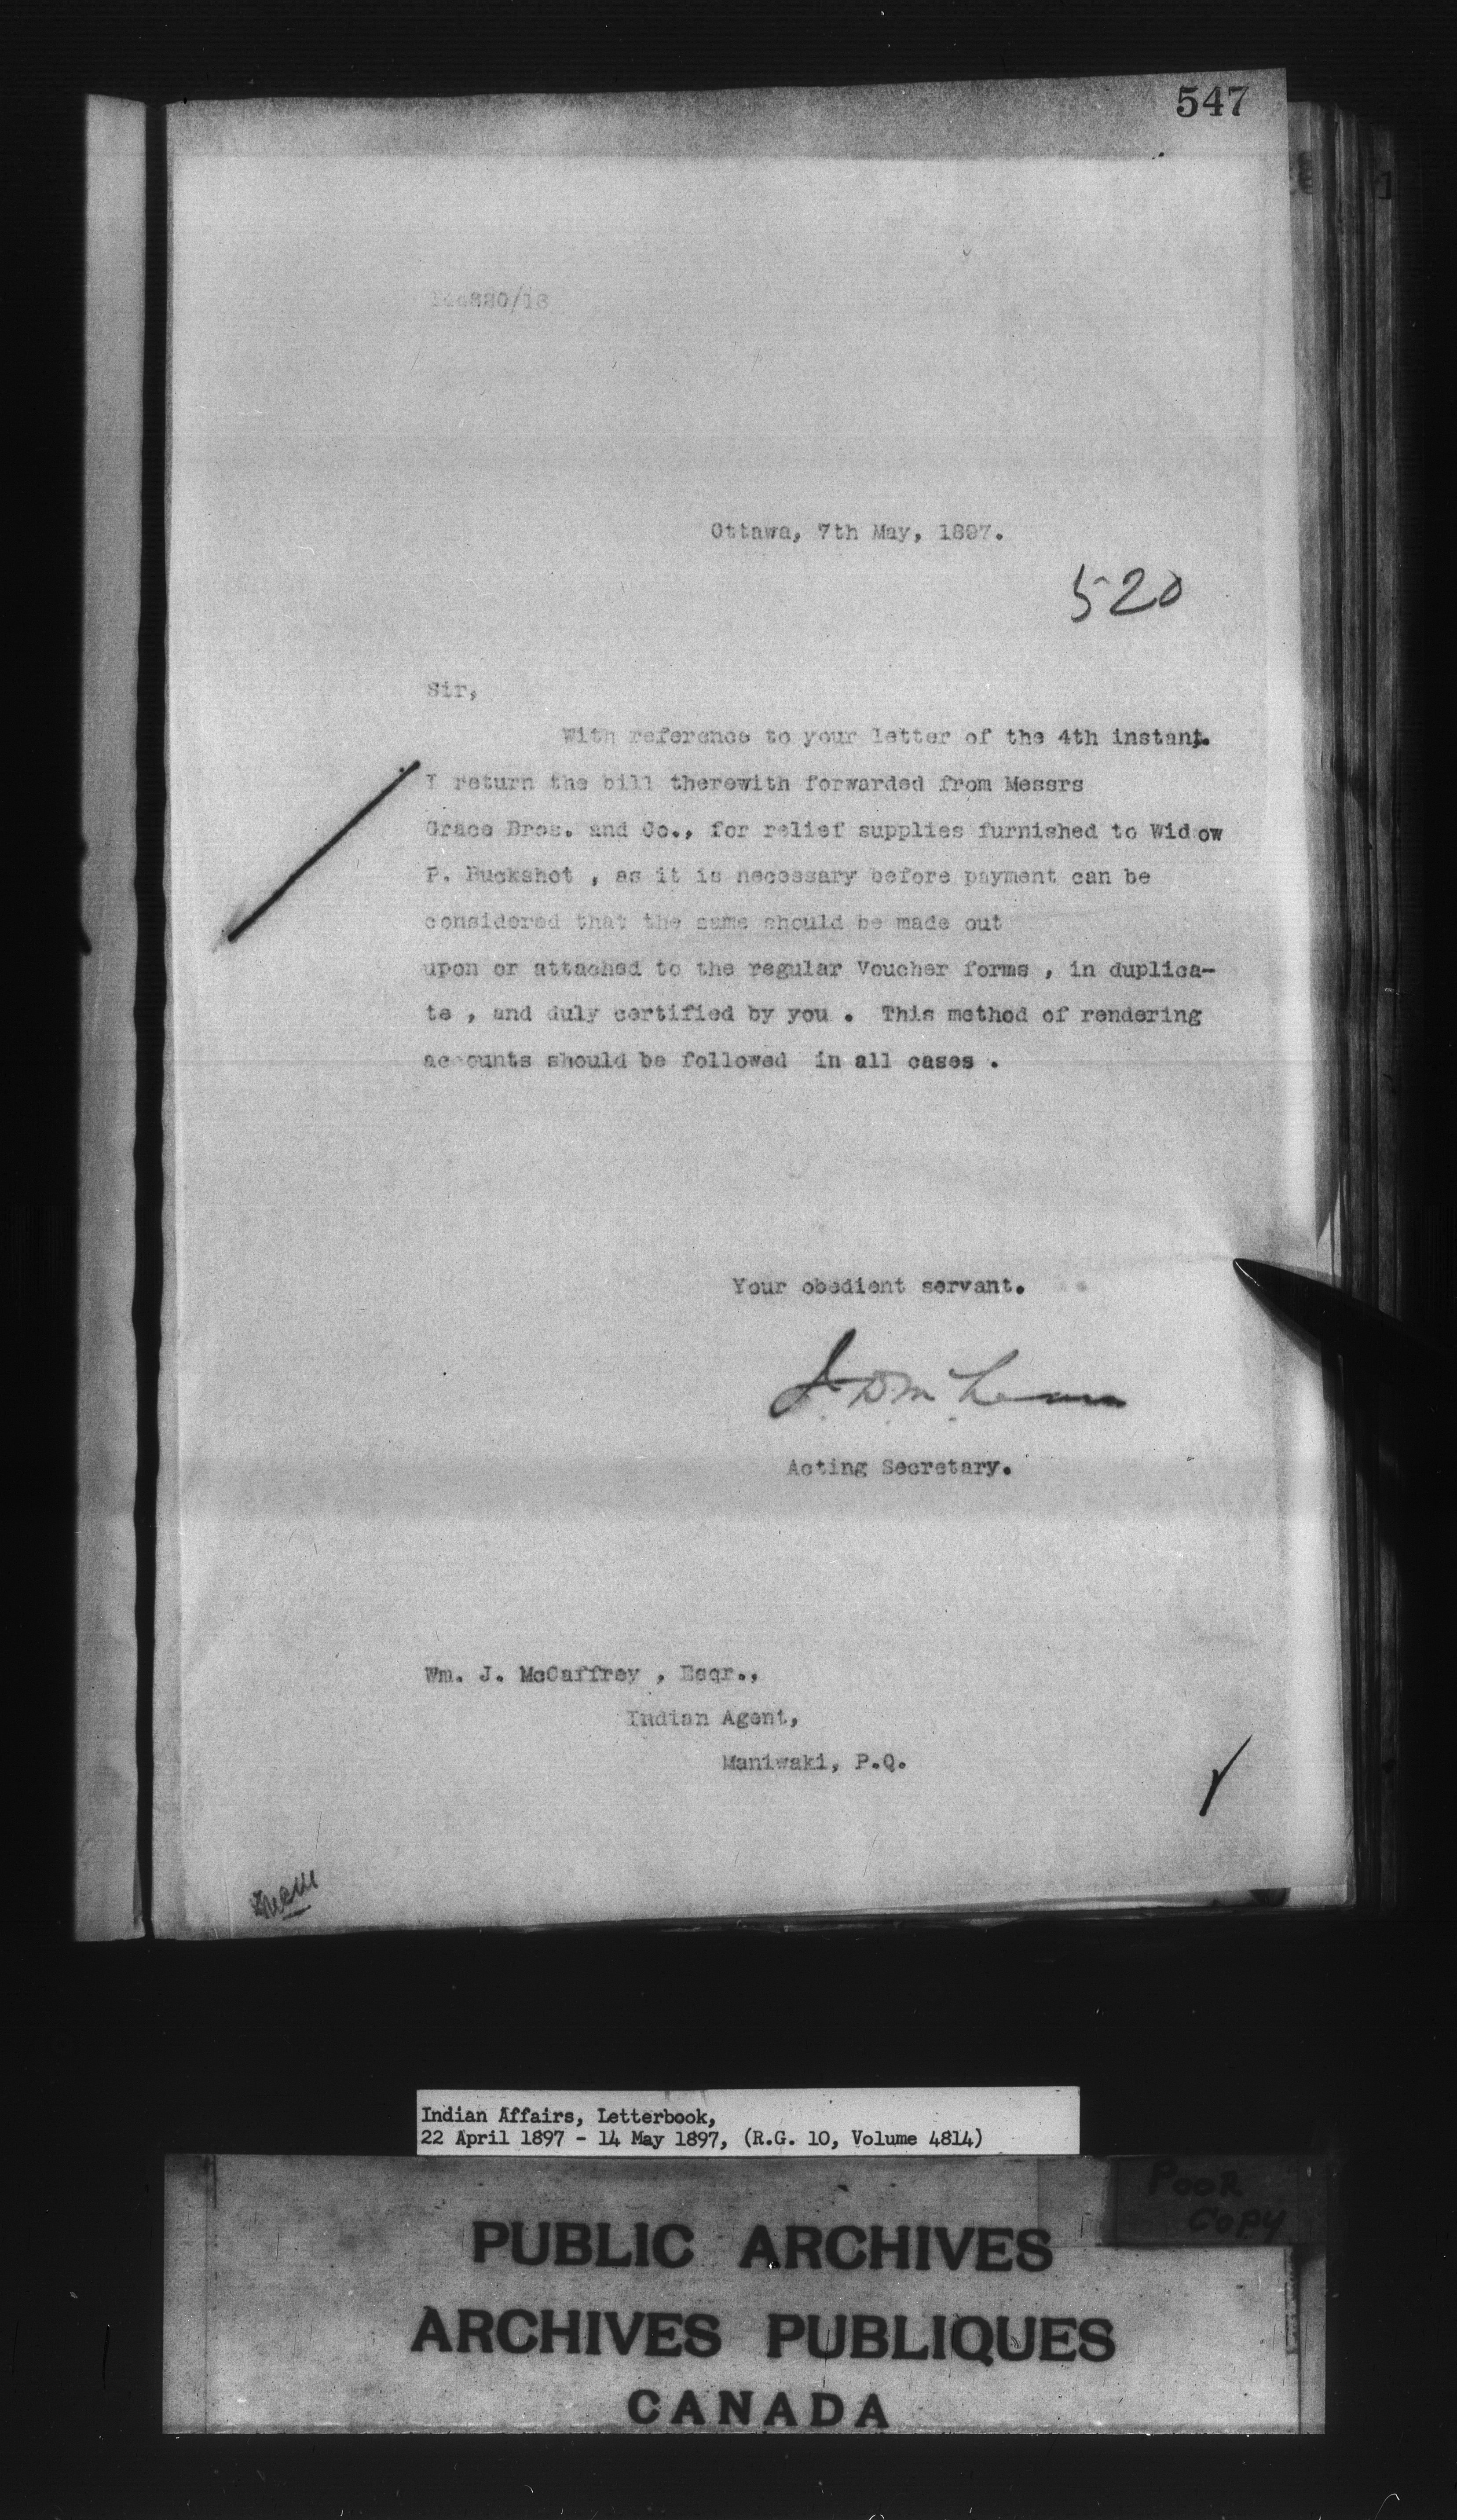 547
Ottawa, 7th May, 1897.
520
Sir,
With reference to your letter of the 4th instant.
I return the bill therewith forwarded from Messrs
Grace Bros. and Co., for relief supplies furnished to Widow
P. Buckshot , as it is necessary before payment can be
considered that the same should be made out
upon or attached to the regular Voucher forms , in duplica-
te , and duly certified by you . This method of rendering
accounts should be followed in all cases .
Your obedient servant.
J D McLean
Acting Secretary.
Wm. J. McCaffrey , Esqr.,
Indian Agent,
Maniwaki, P.Q.
Indian Affairs, Letterbook,
22 April 1897 - 14 May 1897, (R.G. 10, Volume 4814)
POOR
COPY
PUBLIC ARCHIVES
ARCHIVES PUBLIQUES
CANADA